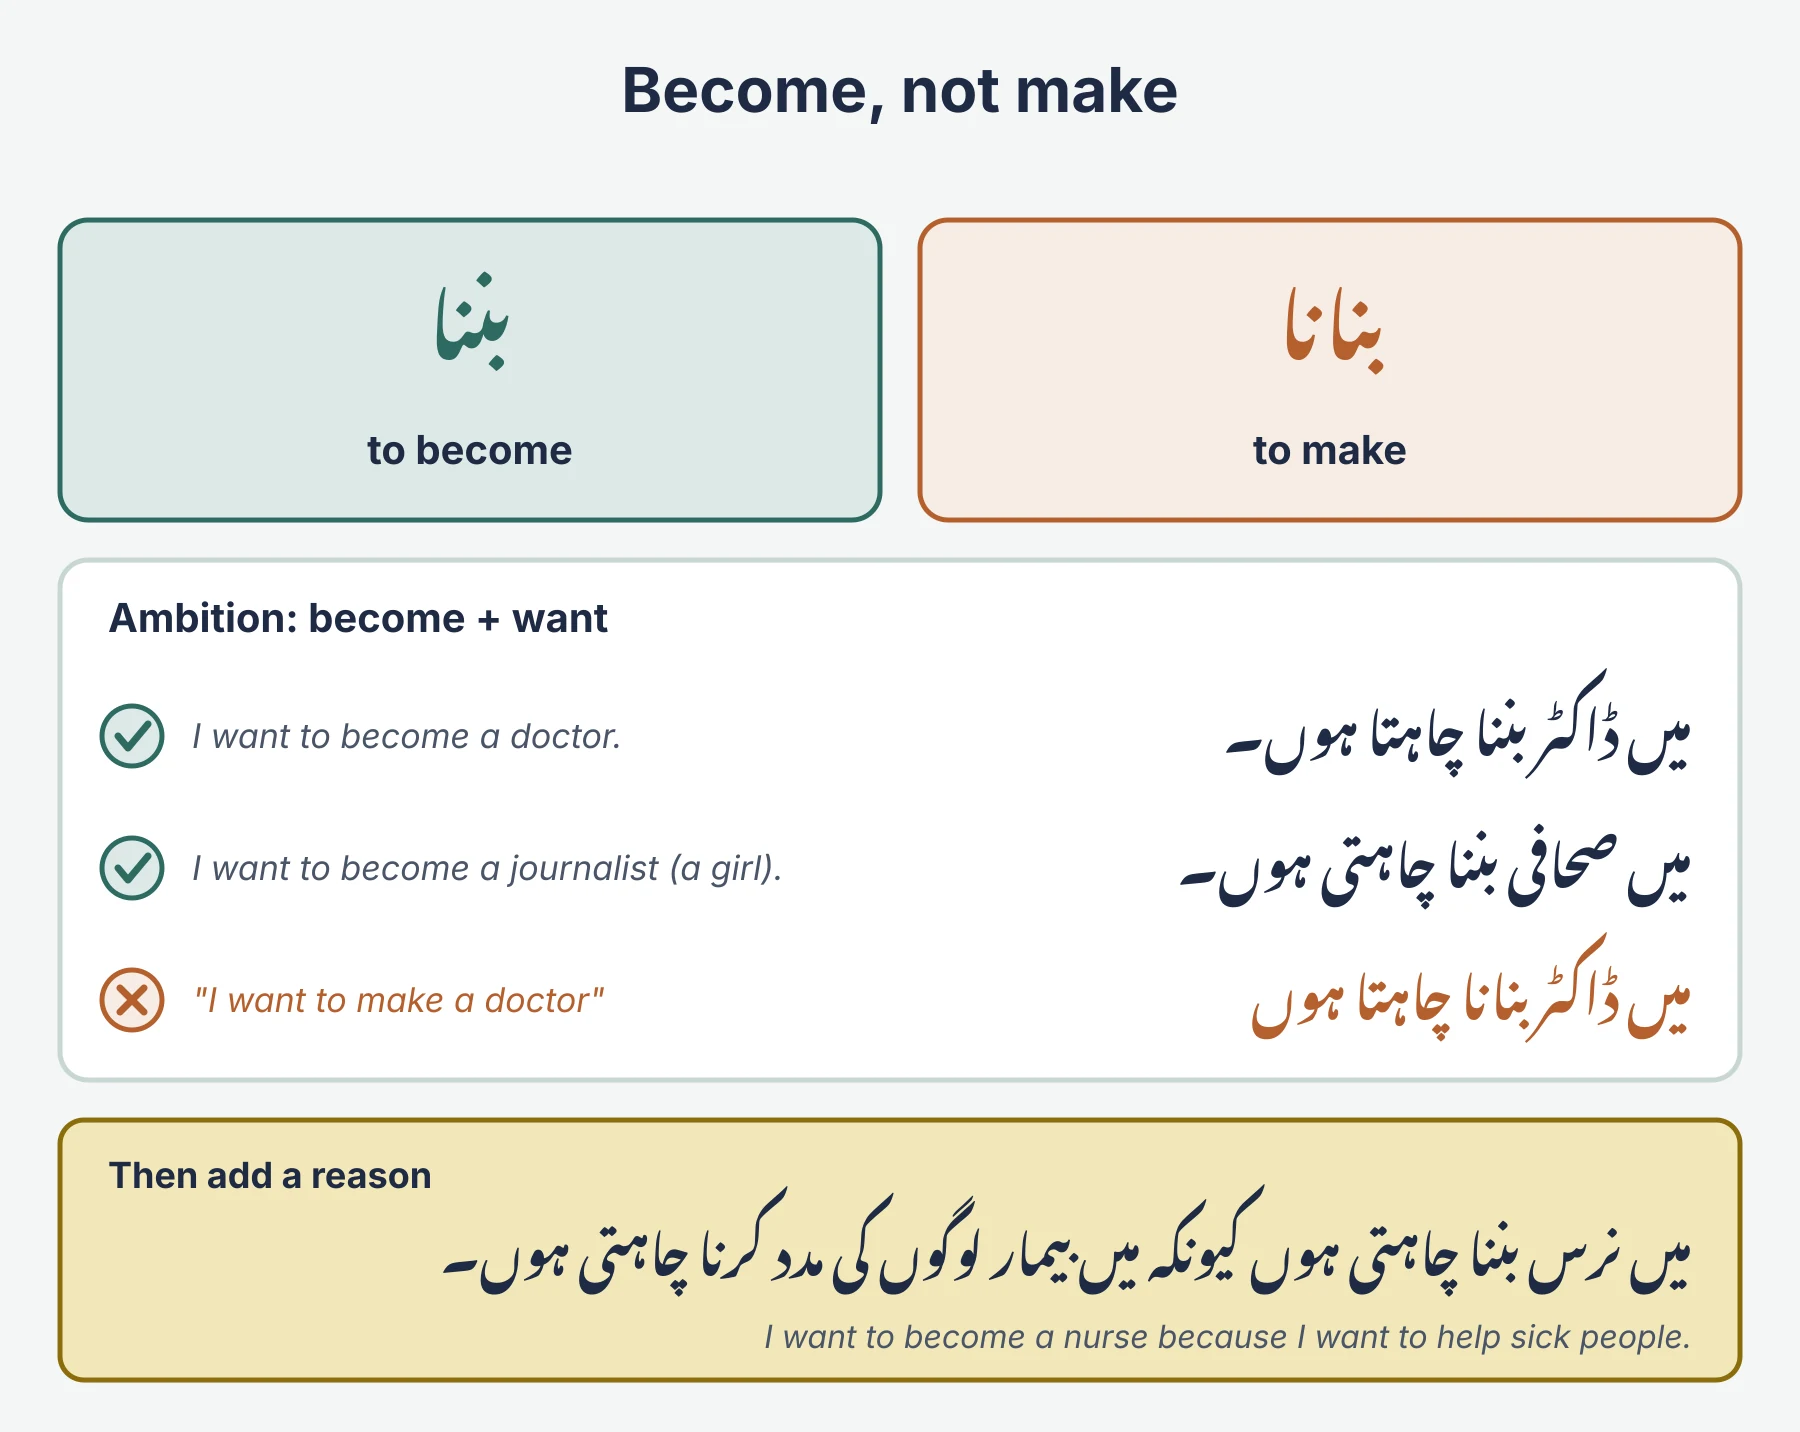 Become, not make
بننا
to become
بنانا
to make
Ambition: become + want
I want to become a doctor.
میں ڈاکٹر بننا چاہتا ہوں۔
I want to become a journalist (a girl).
میں صحافی بننا چاہتی ہوں۔
"I want to make a doctor"
میں ڈاکٹر بنانا چاہتا ہوں
Then add a reason
میں نرس بننا چاہتی ہوں کیونکہ میں بیمار لوگوں کی مدد کرنا چاہتی ہوں۔
I want to become a nurse because I want to help sick people.